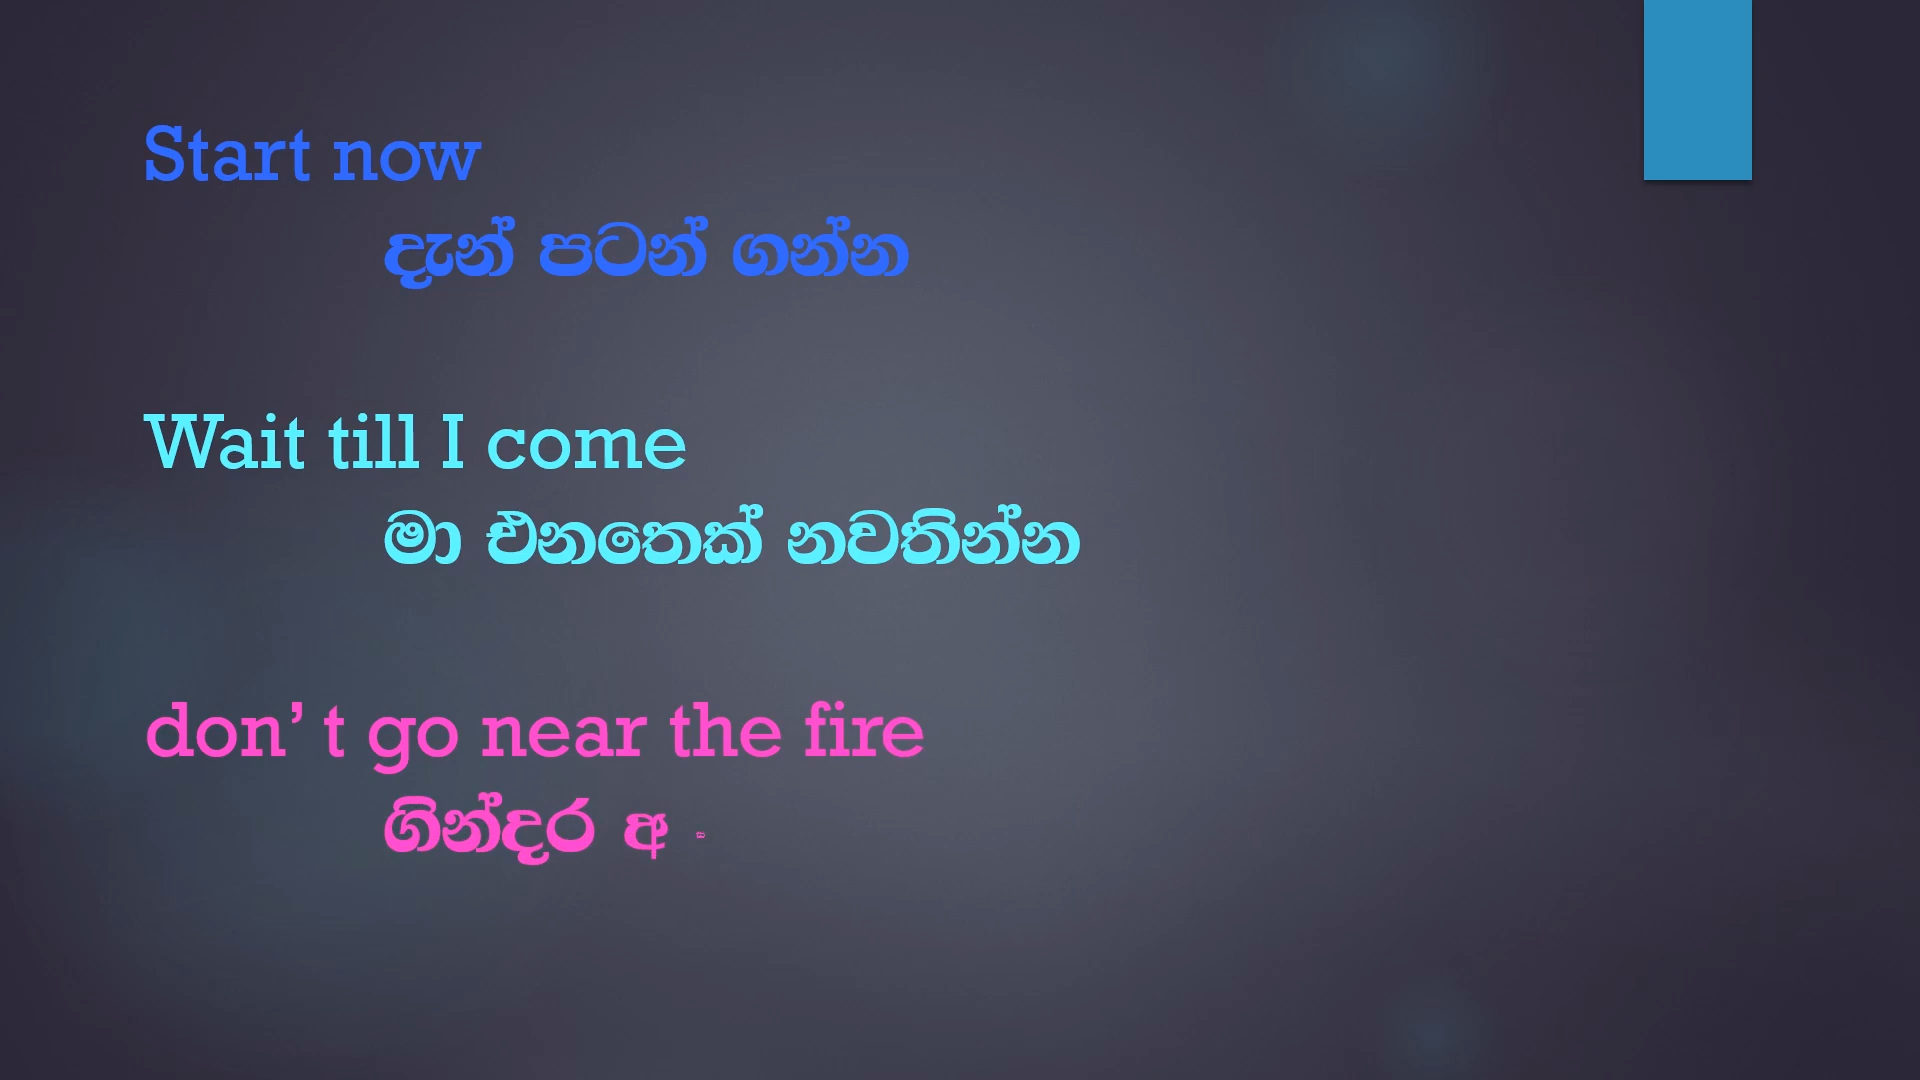 Start now
දැන් පටන් ගන්න
Wait till I come
මා එනතෙක් නවතින්න
don’ t go near the fire
ගින්දර අ